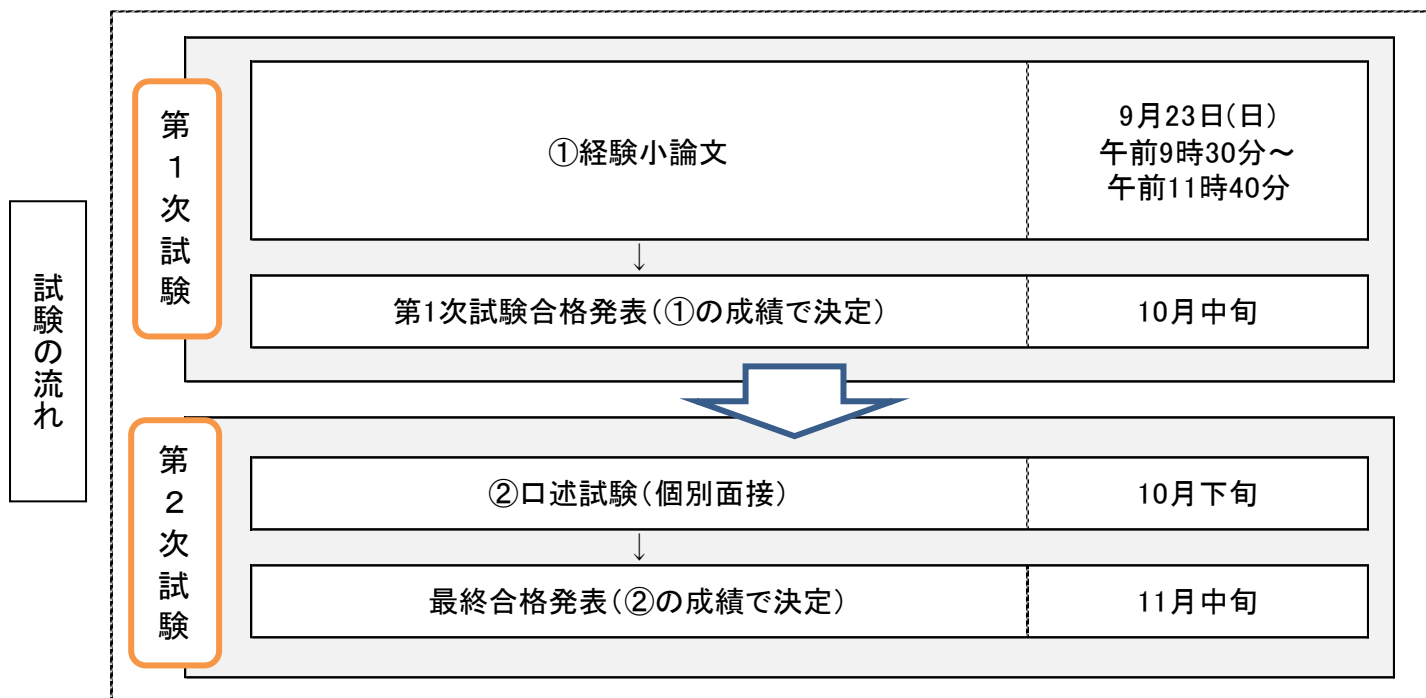 試験の流れ
第1次試験
①経験小論文
9月23日(日)
午前9時30分～
午前11時40分
↓
第1次試験合格発表(①の成績で決定)
10月中旬
第2次試験
②口述試験(個別面接)
10月下旬
↓
最終合格発表(②の成績で決定)
11月中旬